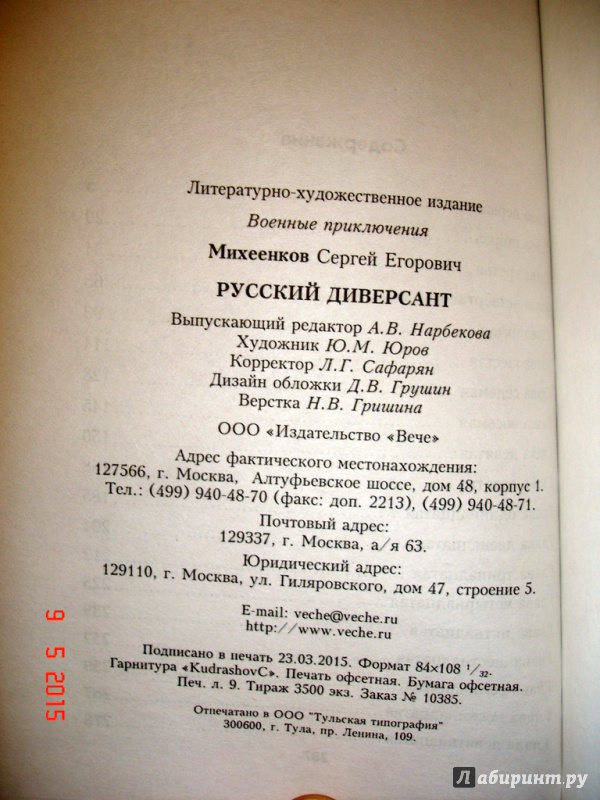 Литературно-художественное издание
Военные приключения
Михеенков Сергей Егорович
РУССКИЙ ДИВЕРСАНТ
Выпускающий редактор А.В. Нарбекова
Художник Ю.М. Юров
Корректор Л.Г. Сафарян
Дизайн обложки Д.В. Грушин
Верстка Н.В. Гришина
ООО «Издательство «Вече»
Адрес фактического местонахождения:
127566, г. Москва, Алтуфьевское шоссе, дом 48, корпус 1.
Тел.: (499) 940-48-70 (факс: доп. 2213), (499) 940-48-71.
Почтовый адрес:
129337, г. Москва, а/я 63.
Юридический адрес:
129110, г. Москва, ул. Гиляровского, дом 47, строение 5.
E-mail: veche@veche.ru
http://www.veche.ru
Подписано в печать 23.03.2015. Формат 84×108 1/32.
Гарнитура «KudrashovC». Печать офсетная. Бумага офсетная.
Печ. л. 9. Тираж 3500 экз. Заказ № 10385.
Отпечатано в ООО "Тульская типография"
300600, г. Тула, пр. Ленина, 109.
9 5 2015
Лабиринт.ру